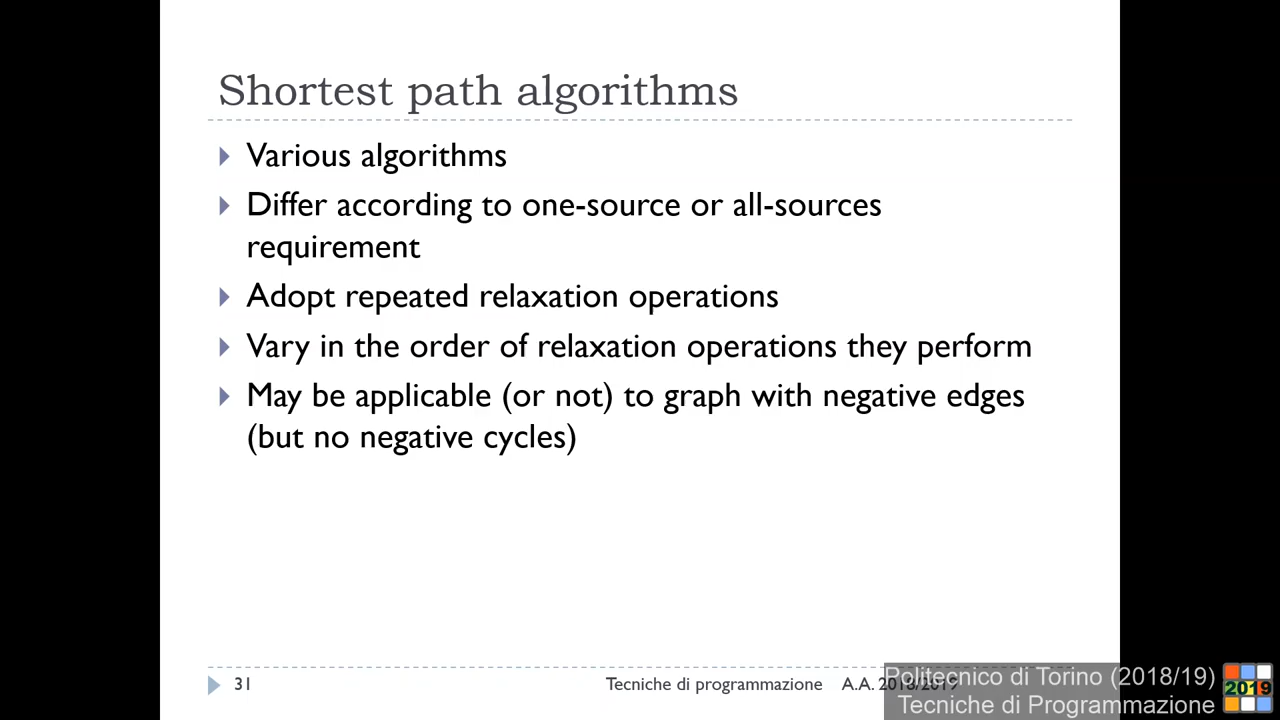 Shortest path algorithms
Various algorithms
Differ according to one-source or all-sources
requirement
Adopt repeated relaxation operations
Vary in the order of relaxation operations they perform
May be applicable (or not) to graph with negative edges
(but no negative cycles)
31 Tecniche di programmazione A.A. 2018/2019
Politecnico di Torino (2018/19)
Tecniche di Programmazione
2019